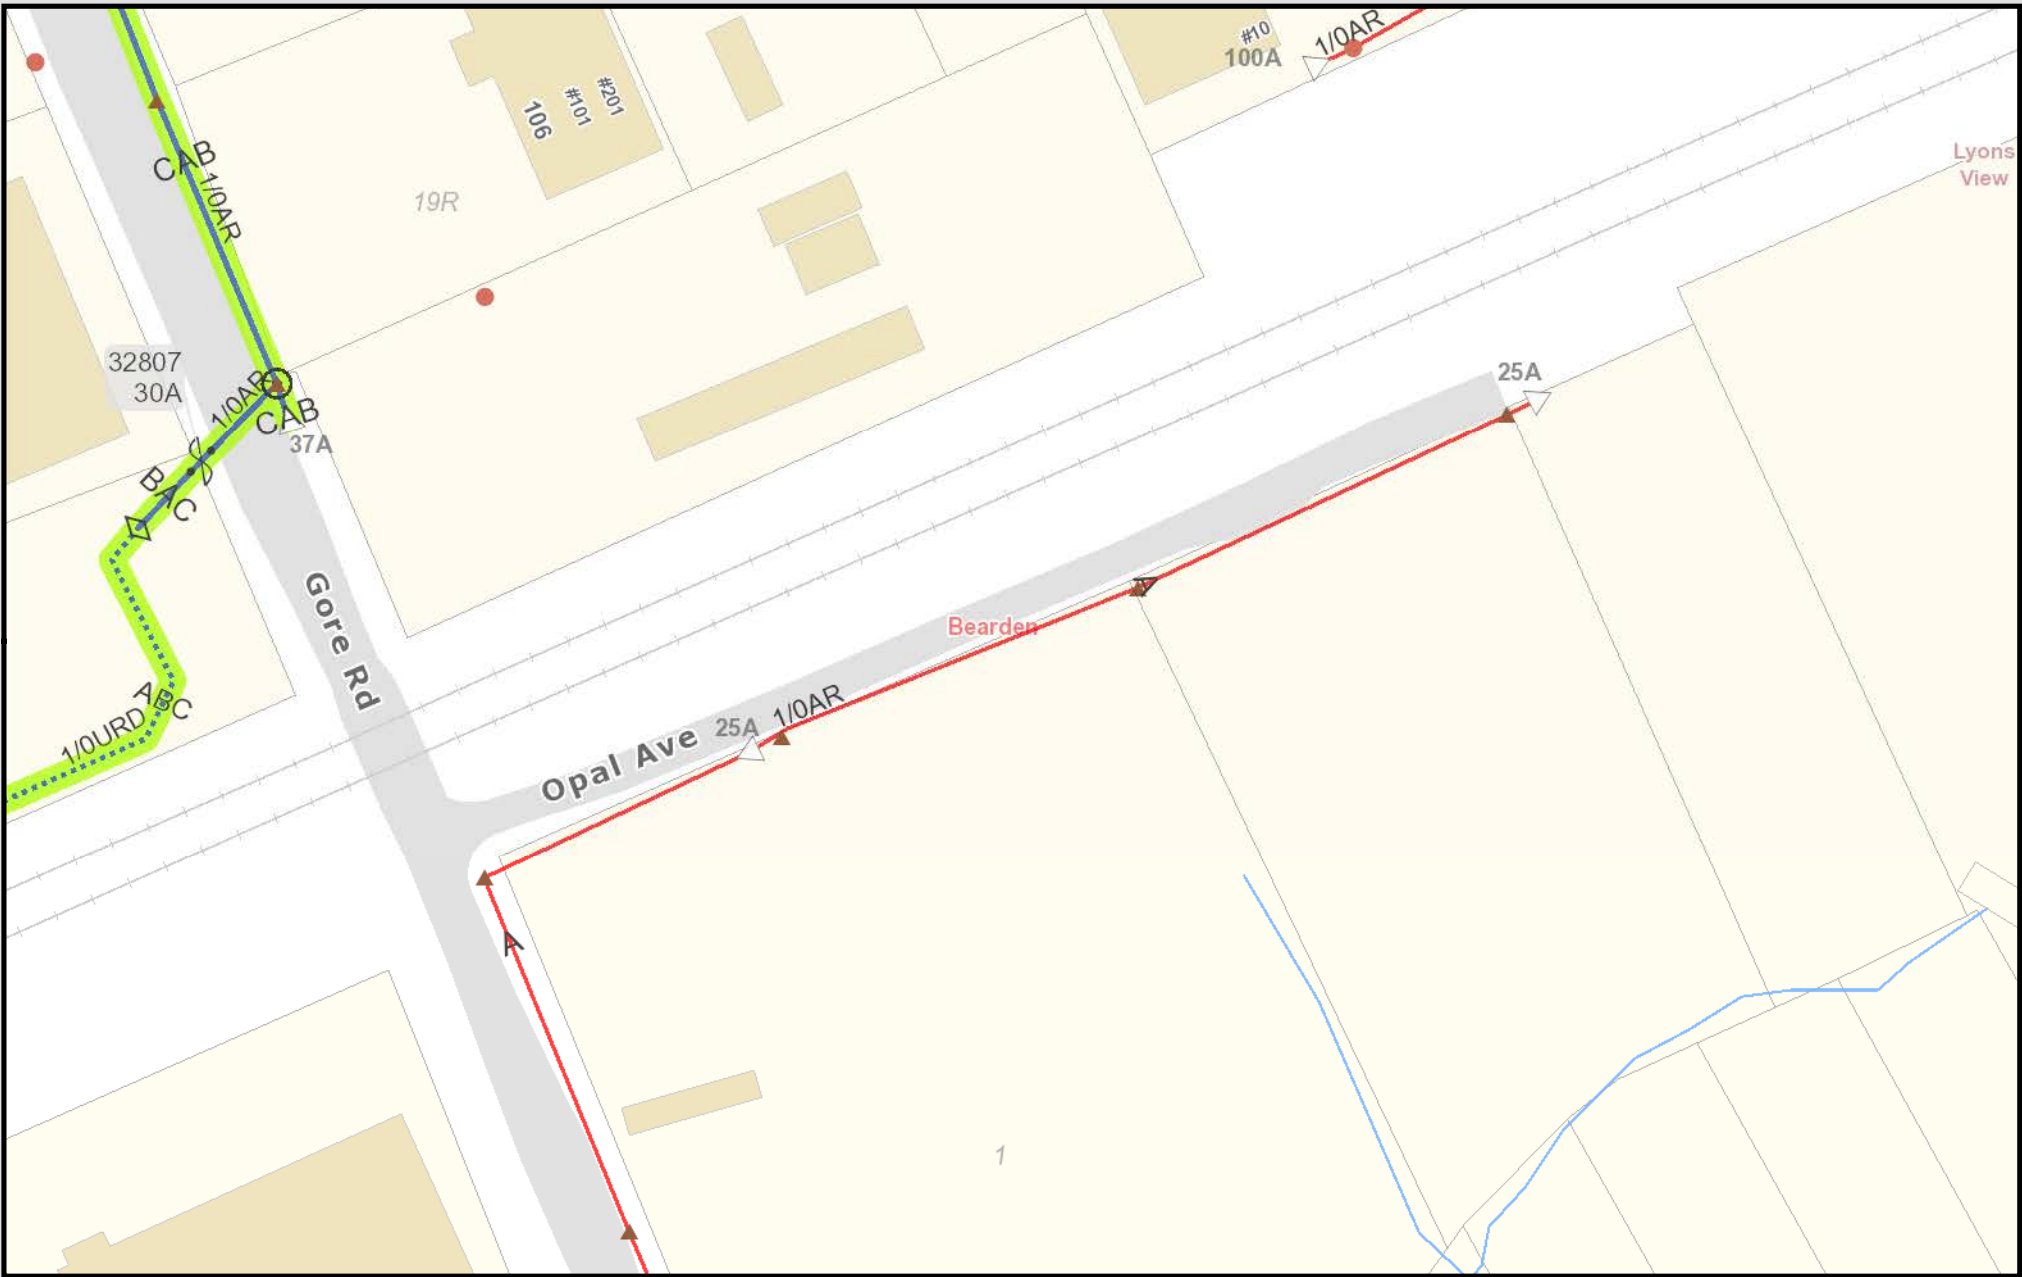 #10
1/0AR
100A
CAB
1/0AR
106
#101
#201
19R
Lyons
View
32807
30A
1/0AR
CAB
37A
25A
BAC
Gore Rd
A
Bearden
ABC
1/0URD
1/0AR
25A
Opal Ave
A
1